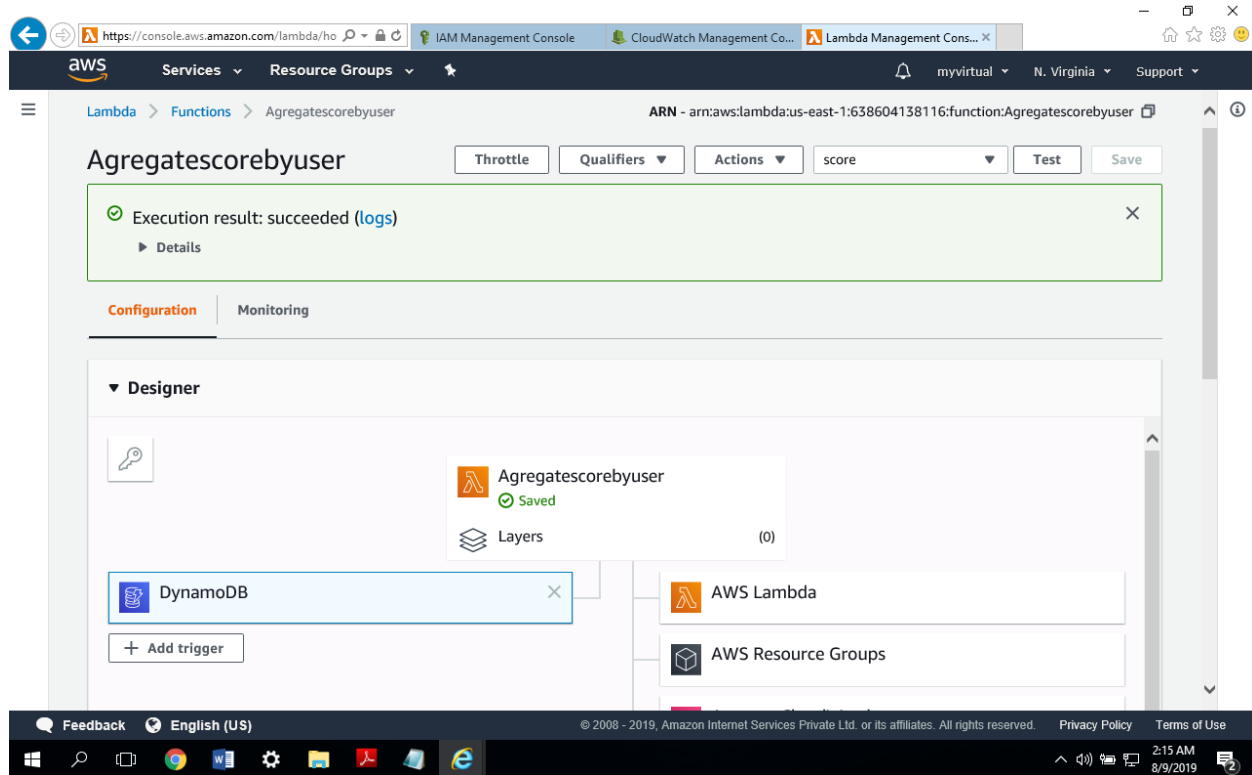 https://console.aws.amazon.com/lambda/ho
IAM Management Console
CloudWatch Management Co...
Lambda Management Cons...
aws
Services
Resource Groups
myvirtual
N. Virginia
Support
Lambda > Functions > Agregatescorebyuser
ARN - arn:aws:lambda:us-east-1:638604138116:function:Agregatescorebyuser
Agregatescorebyuser
Throttle
Qualifiers
Actions
score
Test
Save
Execution result: succeeded (logs)
Details
Configuration
Monitoring
Designer
Agregatescorebyuser
Saved
Layers
(0)
DynamoDB
AWS Lambda
+ Add trigger
AWS Resource Groups
Feedback
English (US)
© 2008 - 2019, Amazon Internet Services Private Ltd. or its affiliates. All rights reserved.
Privacy Policy
Terms of Use
2:15 AM
8/9/2019
2